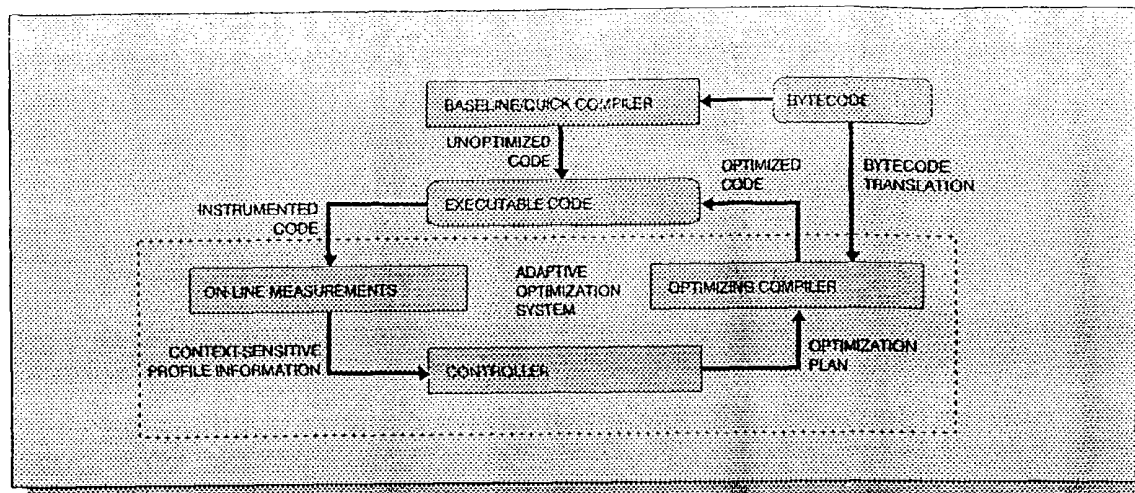 BASELINE/QUICK COMPILER
BYTECODE
UNOPTIMIZED
CODE
OPTIMIZED
CODE
BYTECODE
TRANSLATION
EXECUTABLE CODE
INSTRUMENTED
CODE
ON-LINE MEASUREMENTS
ADAPTIVE
OPTIMIZATION
SYSTEM
OPTIMIZING COMPILER
CONTEXT-SENSITIVE
PROFILE INFORMATION
CONTROLLER
OPTIMIZATION
PLAN